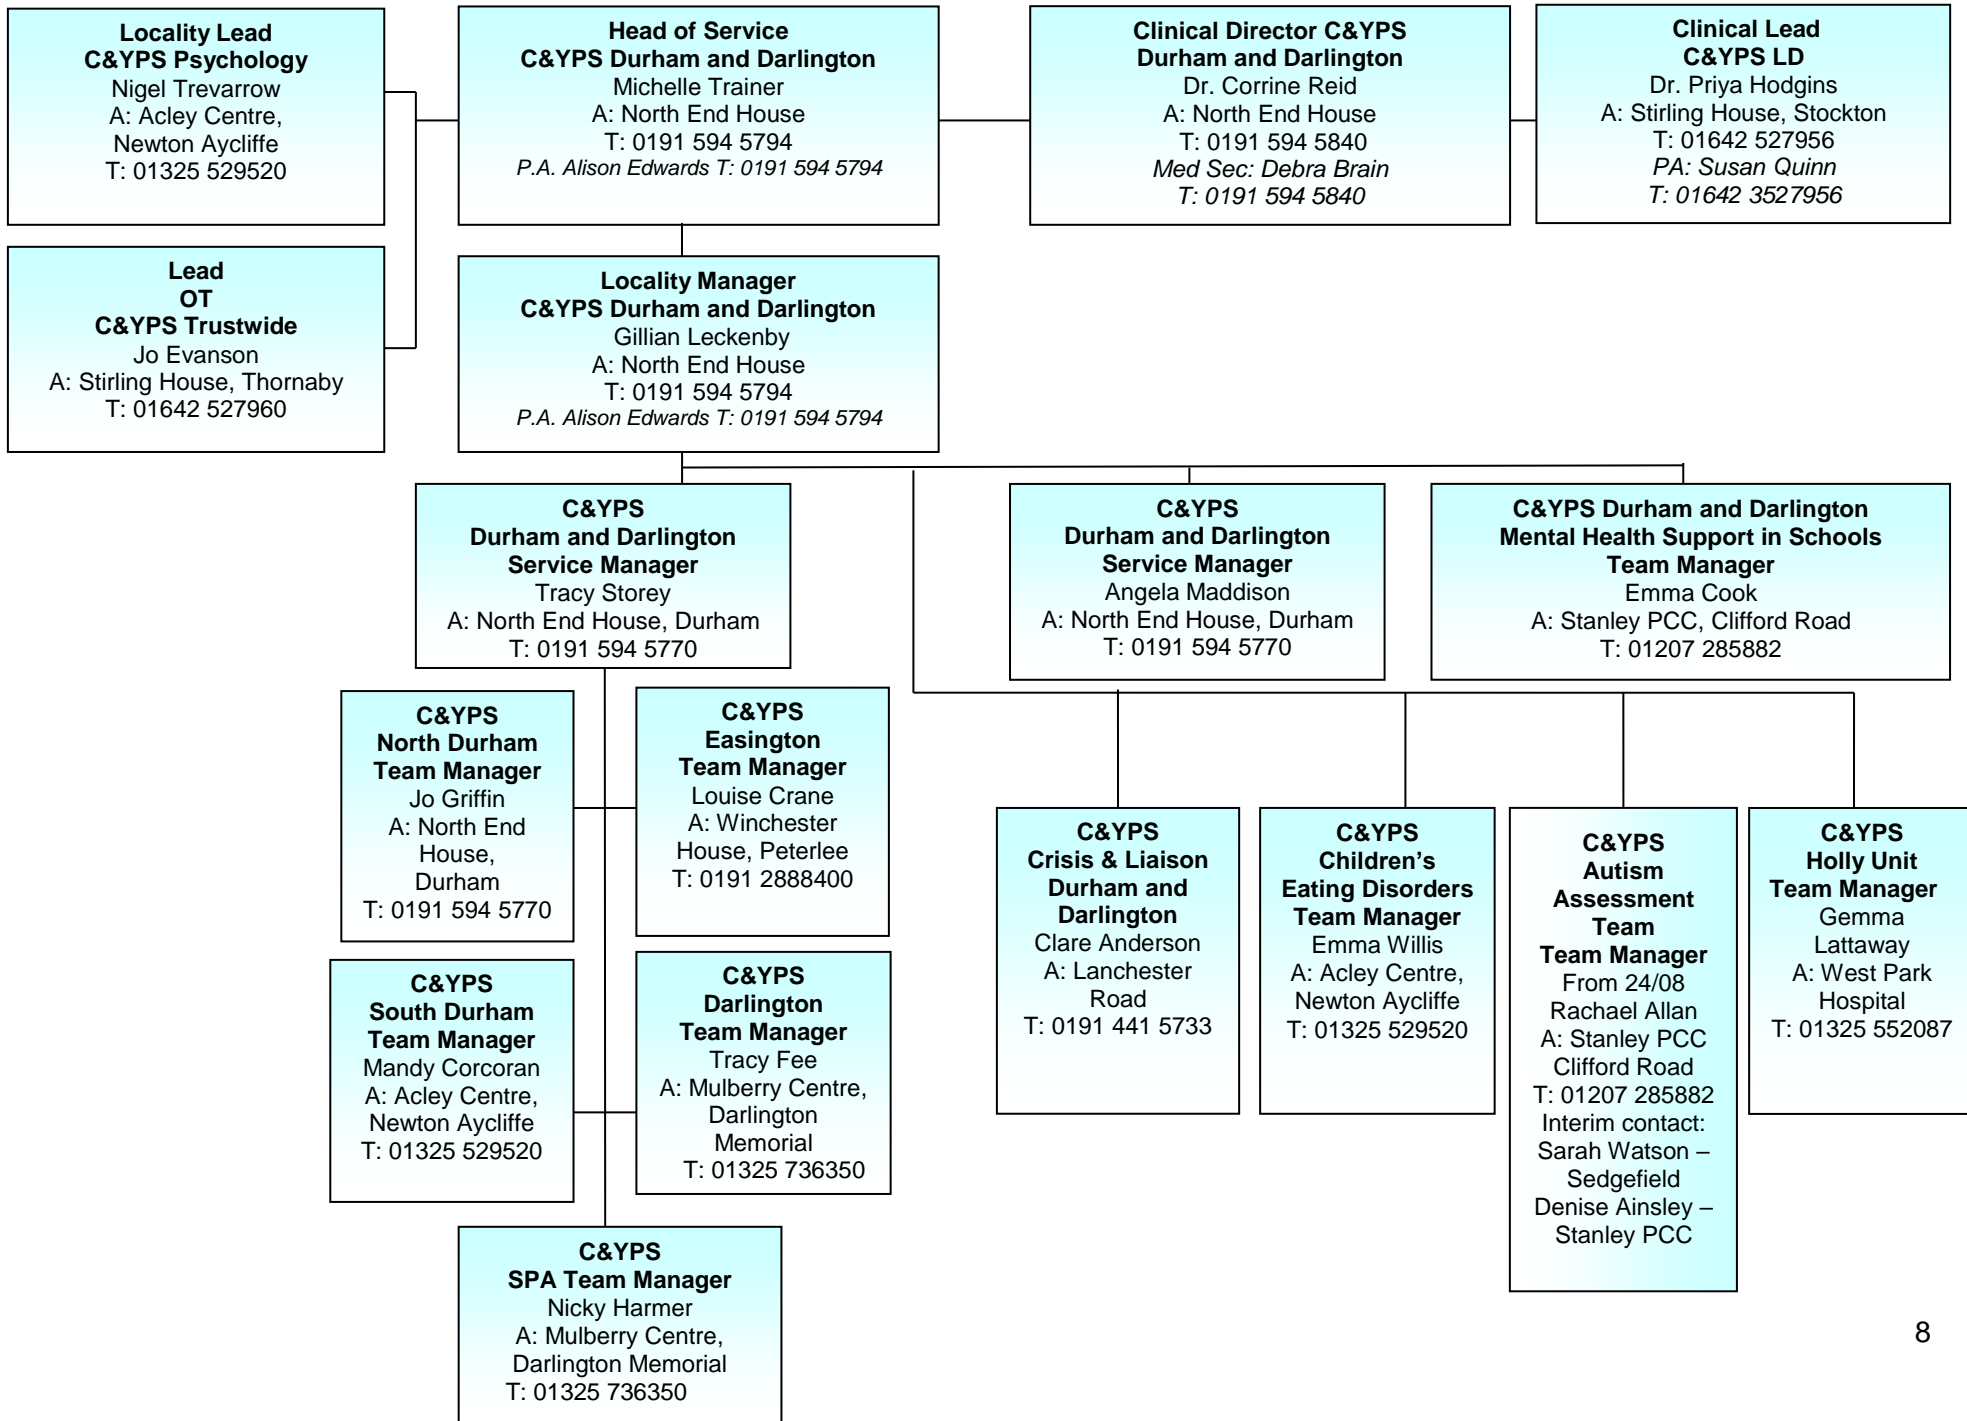 Locality Lead
C&YPS Psychology
Nigel Trevarrow
A: Acley Centre,
Newton Aycliffe
T: 01325 529520
Head of Service
C&YPS Durham and Darlington
Michelle Trainer
A: North End House
T: 0191 594 5794
P.A. Alison Edwards T: 0191 594 5794
Clinical Director C&YPS
Durham and Darlington
Dr. Corrine Reid
A: North End House
T: 0191 594 5840
Med Sec: Debra Brain
T: 0191 594 5840
Clinical Lead
C&YPS LD
Dr. Priya Hodgins
A: Stirling House, Stockton
T: 01642 527956
PA: Susan Quinn
T: 01642 3527956
Lead
OT
C&YPS Trustwide
Jo Evanson
A: Stirling House, Thornaby
T: 01642 527960
Locality Manager
C&YPS Durham and Darlington
Gillian Leckenby
A: North End House
T: 0191 594 5794
P.A. Alison Edwards T: 0191 594 5794
C&YPS
Durham and Darlington
Service Manager
Tracy Storey
A: North End House, Durham
T: 0191 594 5770
C&YPS
Durham and Darlington
Service Manager
Angela Maddison
A: North End House, Durham
T: 0191 594 5770
C&YPS Durham and Darlington
Mental Health Support in Schools
Team Manager
Emma Cook
A: Stanley PCC, Clifford Road
T: 01207 285882
C&YPS
North Durham
Team Manager
Jo Griffin
A: North End
House,
Durham
T: 0191 594 5770
C&YPS
Easington
Team Manager
Louise Crane
A: Winchester
House, Peterlee
T: 0191 2888400
C&YPS
South Durham
Team Manager
Mandy Corcoran
A: Acley Centre,
Newton Aycliffe
T: 01325 529520
C&YPS
Darlington
Team Manager
Tracy Fee
A: Mulberry Centre,
Darlington
Memorial
T: 01325 736350
C&YPS
SPA Team Manager
Nicky Harmer
A: Mulberry Centre,
Darlington Memorial
T: 01325 736350
C&YPS
Crisis & Liaison
Durham and
Darlington
Clare Anderson
A: Lanchester
Road
T: 0191 441 5733
C&YPS
Children's
Eating Disorders
Team Manager
Emma Willis
A: Acley Centre,
Newton Aycliffe
T: 01325 529520
C&YPS
Autism
Assessment
Team
Team Manager
From 24/08
Rachael Allan
A: Stanley PCC
Clifford Road
T: 01207 285882
Interim contact:
Sarah Watson –
Sedgefield
Denise Ainsley –
Stanley PCC
C&YPS
Holly Unit
Team Manager
Gemma
Lattaway
A: West Park
Hospital
T: 01325 552087
8